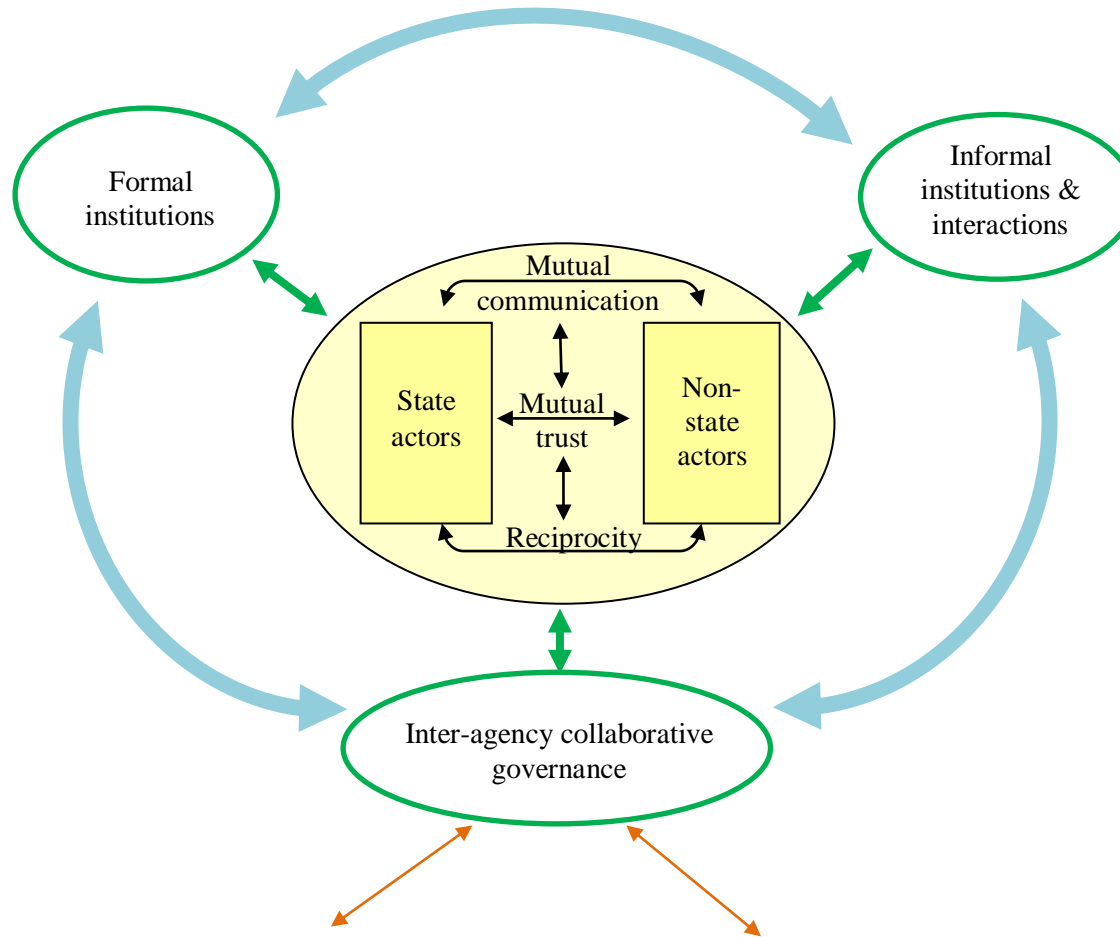 Formal
institutions
Informal
institutions &
interactions
Mutual
communication
State
actors
Mutual
trust
Non-
state
actors
Reciprocity
Inter-agency collaborative
governance